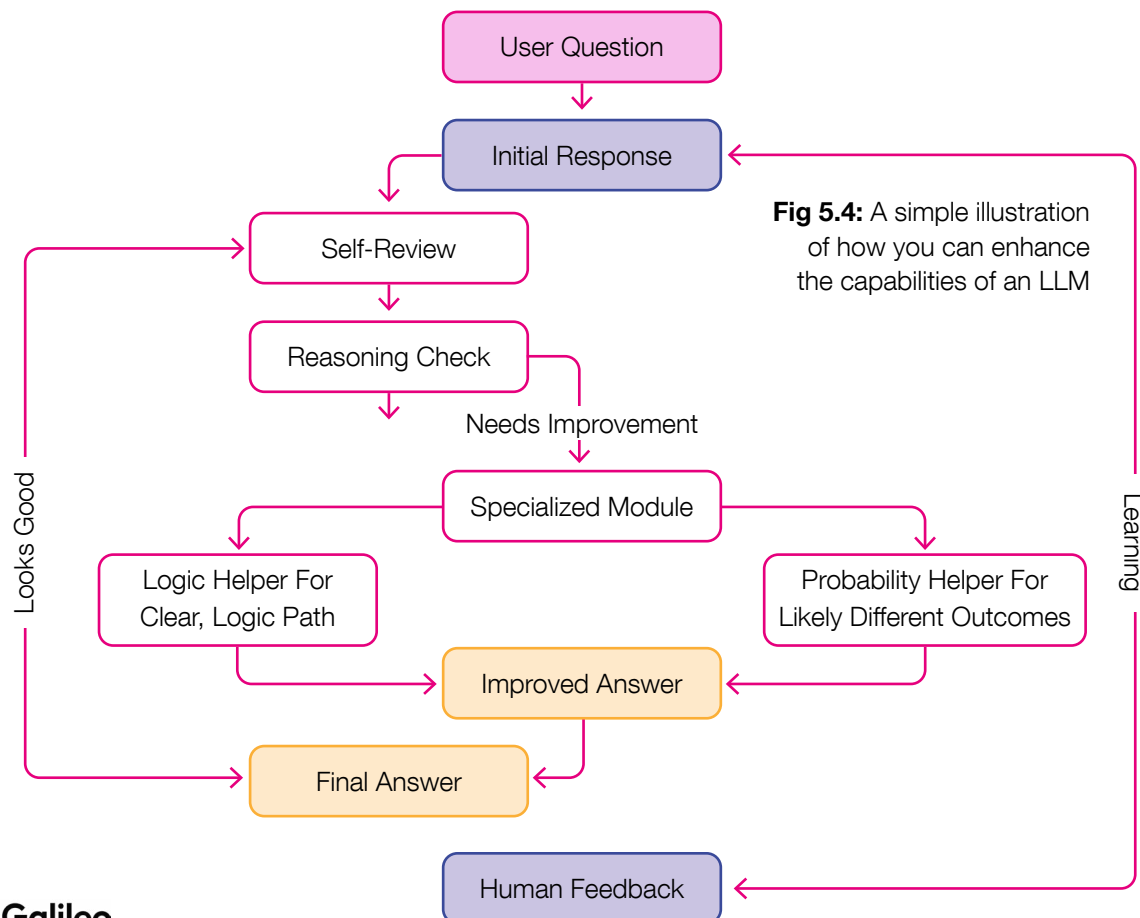 User Question
Initial Response
Fig 5.4: A simple illustration
of how you can enhance
the capabilities of an LLM
Self-Review
Reasoning Check
Needs Improvement
Specialized Module
Looks Good
Learning
Logic Helper For
Clear, Logic Path
Probability Helper For
Likely Different Outcomes
Improved Answer
Final Answer
Human Feedback
Galileo